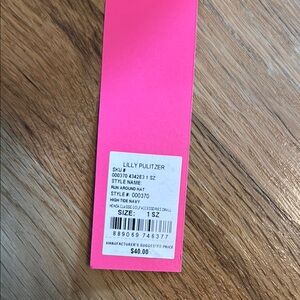 LILLY PULITZER
SKU #
000370 4342E3 1 SZ
STYLE NAME:
RUN AROUND HAT
STYLE #: 000370
HIGH TIDE NAVY
SIZE: 1 SZ
889069 746377
MANUFACTURER'S SUGGESTED PRICE
$40.00